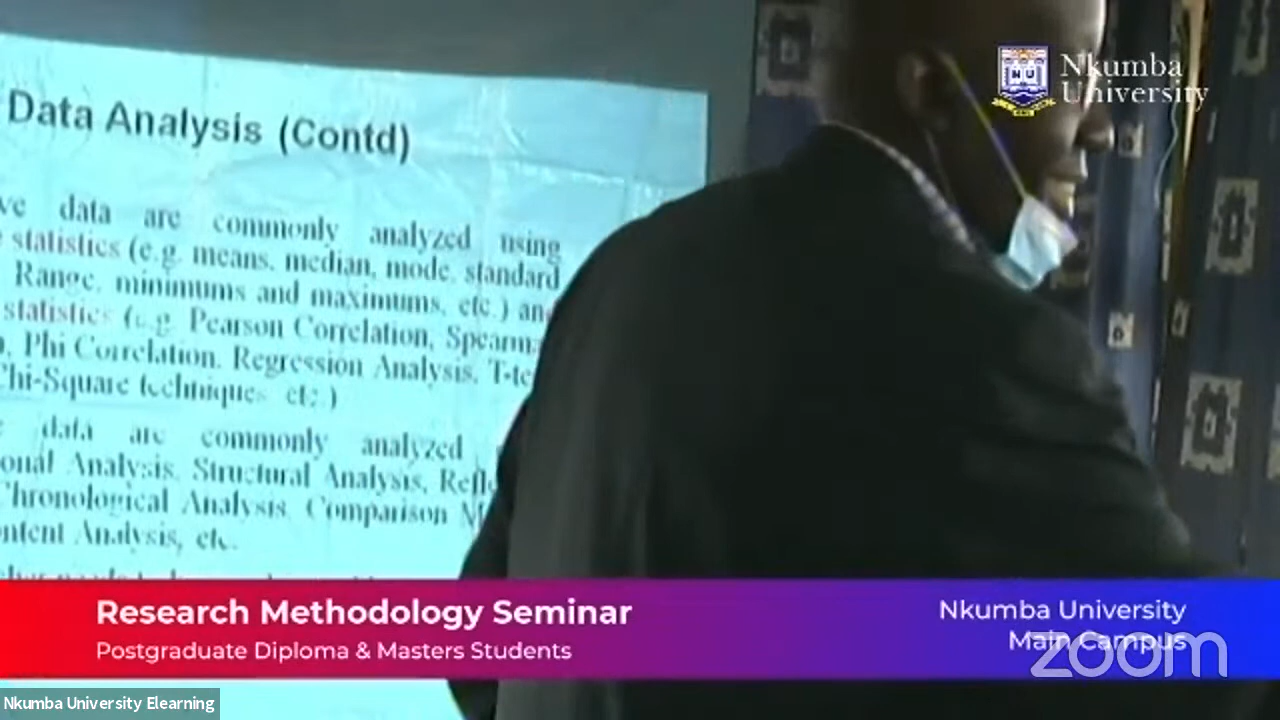 Data Analysis (Contd)
ve data are commonly analyzed using
statistics (e.g. means, median, mode, standard
Range, minimums and maximums, etc.) an
statistics (e.g. Pearson Correlation, Spearm
Phi Correlation, Regression Analysis, T-te
Chi-Square techniques etc.)
data are commonly analyzed
onal Analysis, Structural Analysis, Refl
Chronological Analysis, Comparison M
ntent Analysis, etc.
Nkumba
University
Research Methodology Seminar
Postgraduate Diploma & Masters Students
Nkumba University
Main Campus
zoom
Nkumba University Elearning